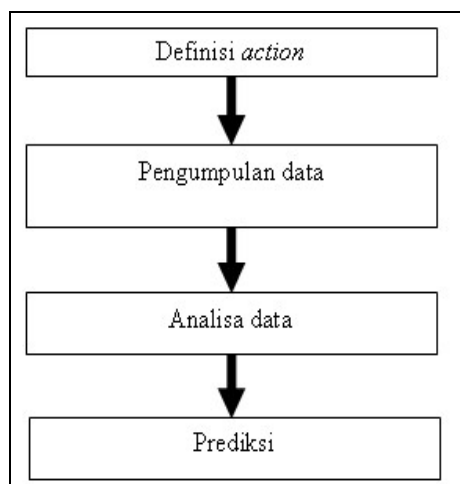 Definisi action
Pengumpulan data
Analisa data
Prediksi